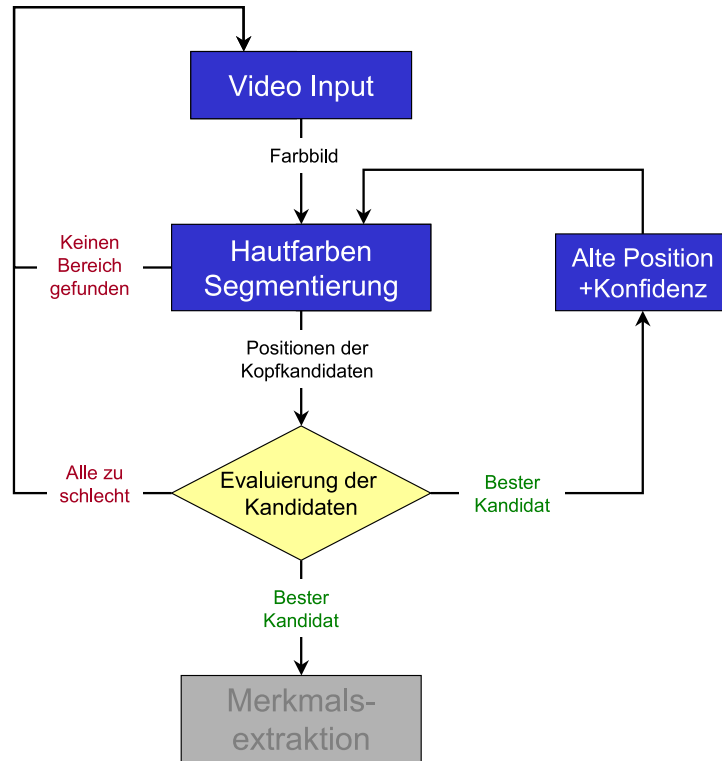 Video Input
Farbbild
Keinen
Bereich
gefunden
Hautfarben
Segmentierung
Alte Position
+Konfidenz
Positionen der
Kopfkandidaten
Alle zu
schlecht
Evaluierung der
Kandidaten
Bester
Kandidat
Bester
Kandidat
Merkmals-
extraktion